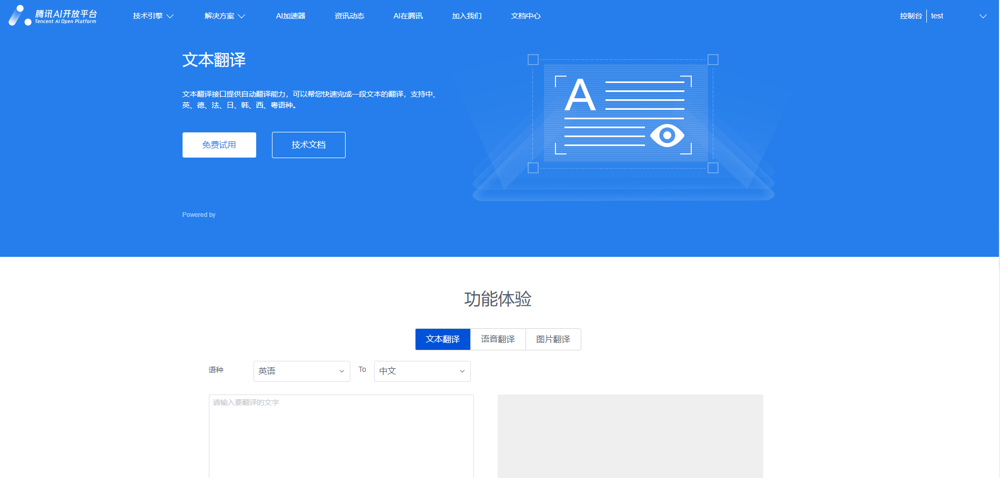 腾讯AI开放平台
Tencent AI Open Platform
技术引擎
解决方案
AI加速器
资讯动态
AI在腾讯
加入我们
文档中心
控制台
test
文本翻译
文本翻译接口提供自动翻译能力，可以帮您快速完成一段文本的翻译，支持中、
英、德、法、日、韩、西、粤语种。
免费试用
技术文档
A
Powered by
功能体验
文本翻译
语音翻译
图片翻译
语种
英语
To
中文
请输入要翻译的文字